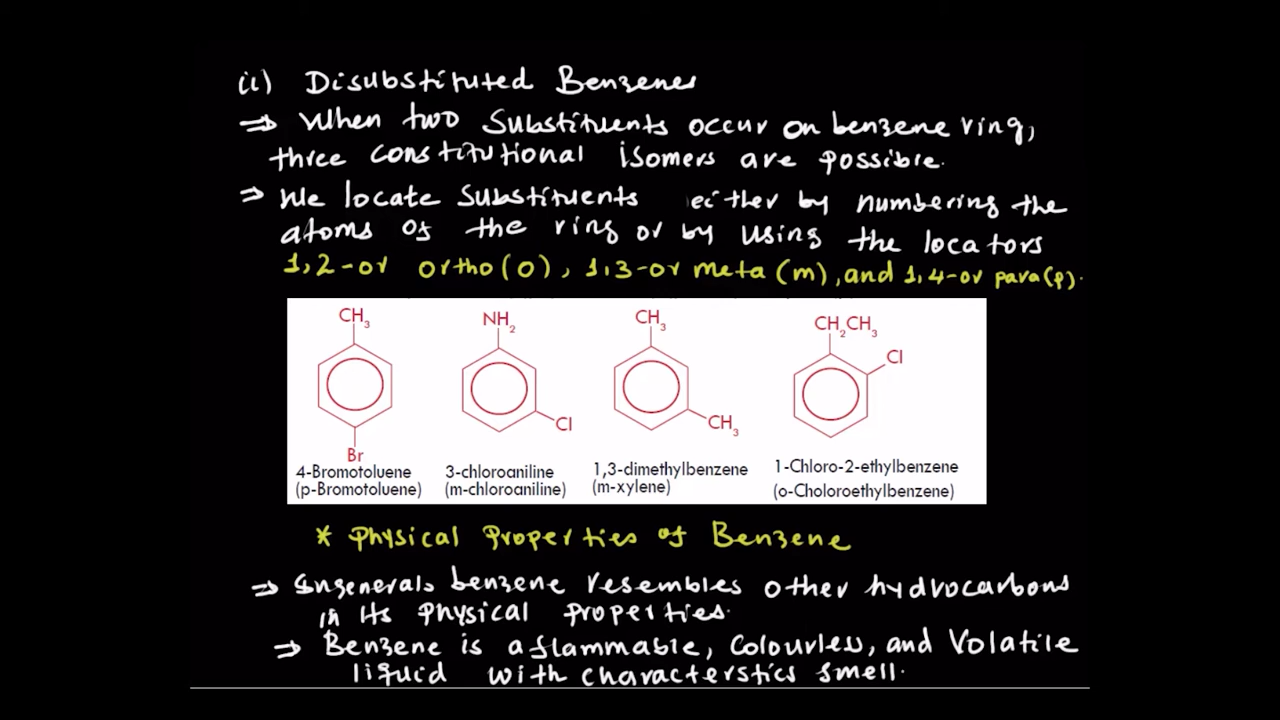 (ii) Disubstituted Benzenes
⇒ When two Substituents occur on benzene ring,
three constitutional isomers are possible.
⇒ We locate substituents either by numbering the
atoms of the ring or by using the locators
1,2-or ortho(o), 1,3-or meta(m), and 1,4-or para(p).
CH3 NH2 CH3 CH2CH3
Cl
Cl CH3
Br
4-Bromotoluene 3-chloroaniline 1,3-dimethylbenzene 1-Chloro-2-ethylbenzene
(p-Bromotoluene) (m-chloroaniline) (m-xylene) (o-Choloroethylbenzene)
* Physical Properties of Benzene
⇒ In general, benzene resembles other hydrocarbons
in its physical properties.
⇒ Benzene is a flammable, colourless, and Volatile
liquid with characterstics smell.